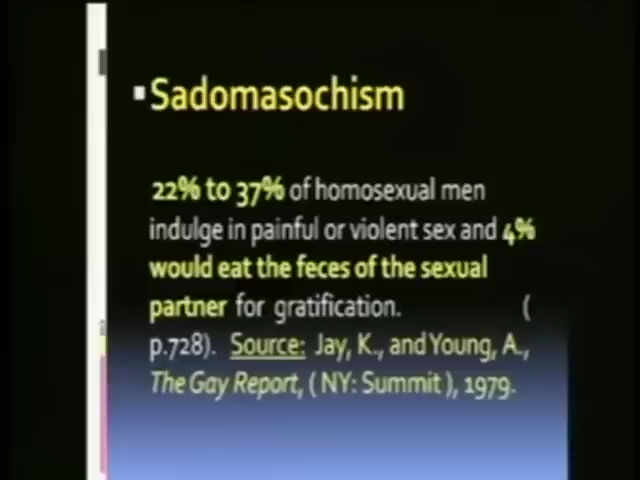 Sadomasochism
22% to 37% of homosexual men
indulge in painful or violent sex and 4%
would eat the feces of the sexual
partner for gratification. (
p.728). Source: Jay, K., and Young, A.,
The Gay Report, ( NY: Summit ), 1979.